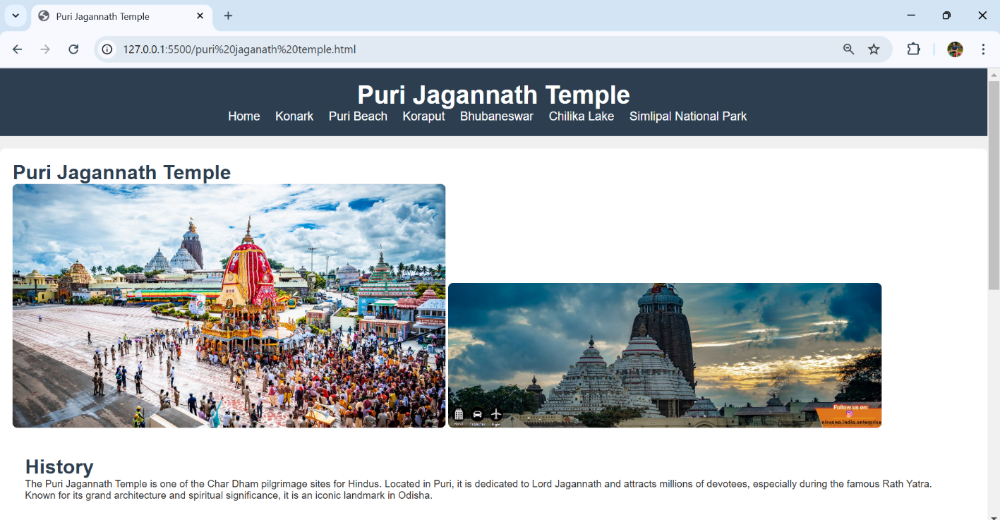 Puri Jagannath Temple
127.0.0.1:5500/puri%20jaganath%20temple.html
Puri Jagannath Temple
Home Konark Puri Beach Koraput Bhubaneswar Chilika Lake Simlipal National Park
Puri Jagannath Temple
Hotel Transfer Flight
Follow us on:
nirvana.india.enterprise
History
The Puri Jagannath Temple is one of the Char Dham pilgrimage sites for Hindus. Located in Puri, it is dedicated to Lord Jagannath and attracts millions of devotees, especially during the famous Rath Yatra.
Known for its grand architecture and spiritual significance, it is an iconic landmark in Odisha.